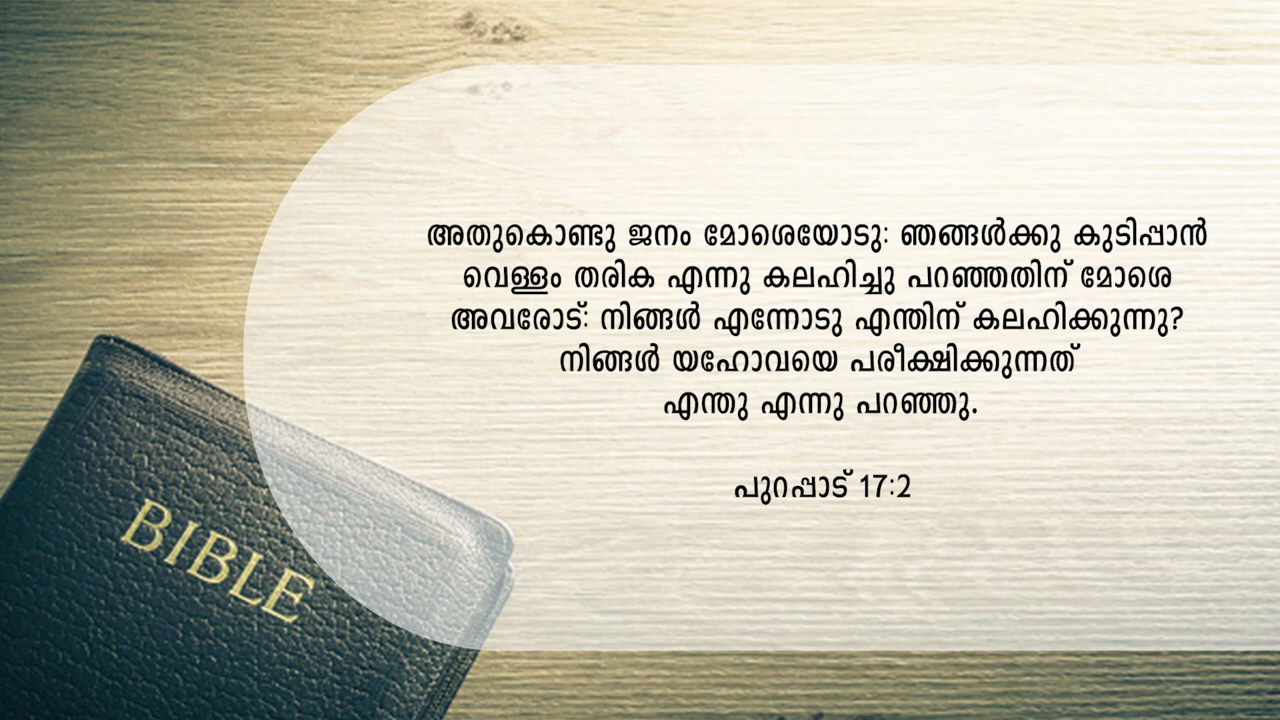 അതുകൊണ്ടു ജനം മോശെയോടു: ഞങ്ങൾക്കു കുടിപ്പാൻ
വെള്ളം തരിക എന്നു കലഹിച്ചു പറഞ്ഞതിന് മോശെ
അവരോട്: നിങ്ങൾ എന്നോടു എന്തിന് കലഹിക്കുന്നു?
നിങ്ങൾ യഹോവയെ പരീക്ഷിക്കുന്നത്
എന്തു എന്നു പറഞ്ഞു.
പുറപ്പാട് 17:2
BIBLE